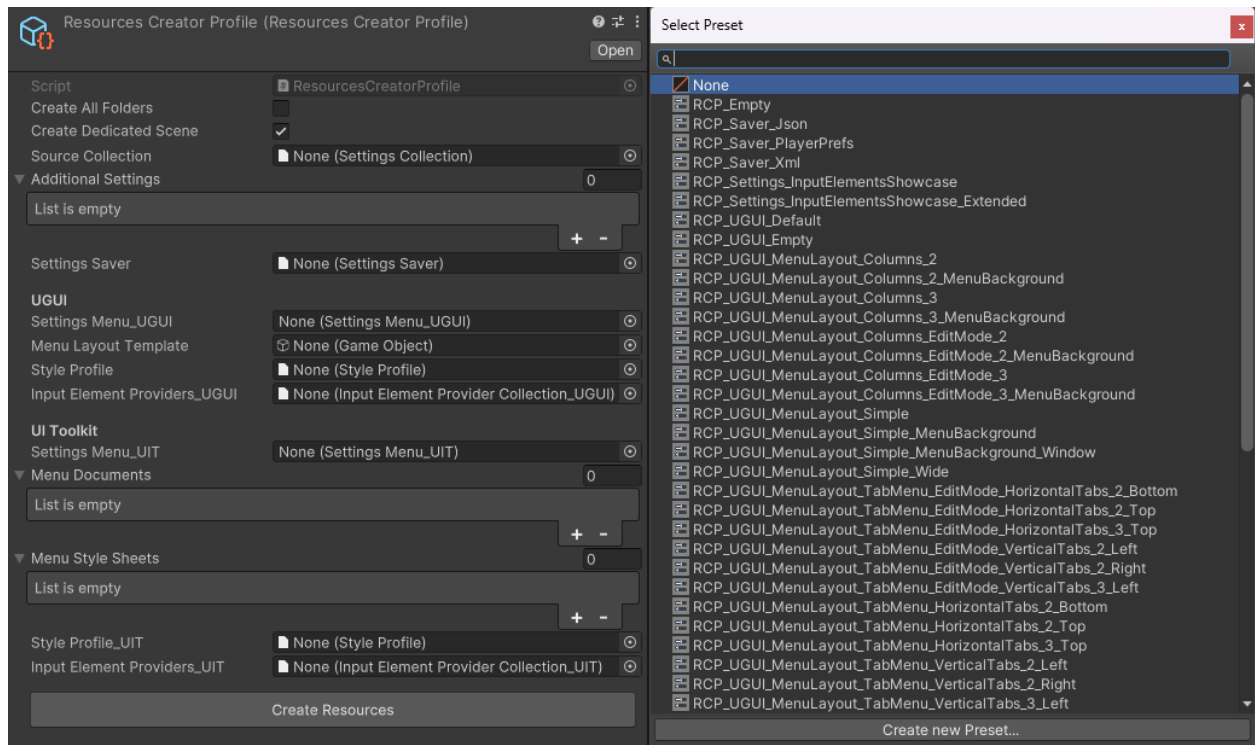 Resources Creator Profile (Resources Creator Profile)
Open
Script ResourcesCreatorProfile
Create All Folders
Create Dedicated Scene
Source Collection None (Settings Collection)
Additional Settings 0
List is empty
+ -
Settings Saver None (Settings Saver)
UGUI
Settings Menu_UGUI None (Settings Menu_UGUI)
Menu Layout Template None (Game Object)
Style Profile None (Style Profile)
Input Element Providers_UGUI None (Input Element Provider Collection_UGUI)
UI Toolkit
Settings Menu_UIT None (Settings Menu_UIT)
Menu Documents 0
List is empty
+ -
Menu Style Sheets 0
List is empty
+ -
Style Profile_UIT None (Style Profile)
Input Element Providers_UIT None (Input Element Provider Collection_UIT)
Create Resources
Select Preset x
None
RCP_Empty
RCP_Saver_Json
RCP_Saver_PlayerPrefs
RCP_Saver_Xml
RCP_Settings_InputElementsShowcase
RCP_Settings_InputElementsShowcase_Extended
RCP_UGUI_Default
RCP_UGUI_Empty
RCP_UGUI_MenuLayout_Columns_2
RCP_UGUI_MenuLayout_Columns_2_MenuBackground
RCP_UGUI_MenuLayout_Columns_3
RCP_UGUI_MenuLayout_Columns_3_MenuBackground
RCP_UGUI_MenuLayout_Columns_EditMode_2
RCP_UGUI_MenuLayout_Columns_EditMode_2_MenuBackground
RCP_UGUI_MenuLayout_Columns_EditMode_3
RCP_UGUI_MenuLayout_Columns_EditMode_3_MenuBackground
RCP_UGUI_MenuLayout_Simple
RCP_UGUI_MenuLayout_Simple_MenuBackground
RCP_UGUI_MenuLayout_Simple_MenuBackground_Window
RCP_UGUI_MenuLayout_Simple_Wide
RCP_UGUI_MenuLayout_TabMenu_EditMode_HorizontalTabs_2_Bottom
RCP_UGUI_MenuLayout_TabMenu_EditMode_HorizontalTabs_2_Top
RCP_UGUI_MenuLayout_TabMenu_EditMode_HorizontalTabs_3_Top
RCP_UGUI_MenuLayout_TabMenu_EditMode_VerticalTabs_2_Left
RCP_UGUI_MenuLayout_TabMenu_EditMode_VerticalTabs_2_Right
RCP_UGUI_MenuLayout_TabMenu_EditMode_VerticalTabs_3_Left
RCP_UGUI_MenuLayout_TabMenu_HorizontalTabs_2_Bottom
RCP_UGUI_MenuLayout_TabMenu_HorizontalTabs_2_Top
RCP_UGUI_MenuLayout_TabMenu_HorizontalTabs_3_Top
RCP_UGUI_MenuLayout_TabMenu_VerticalTabs_2_Left
RCP_UGUI_MenuLayout_TabMenu_VerticalTabs_2_Right
RCP_UGUI_MenuLayout_TabMenu_VerticalTabs_3_Left
Create new Preset...